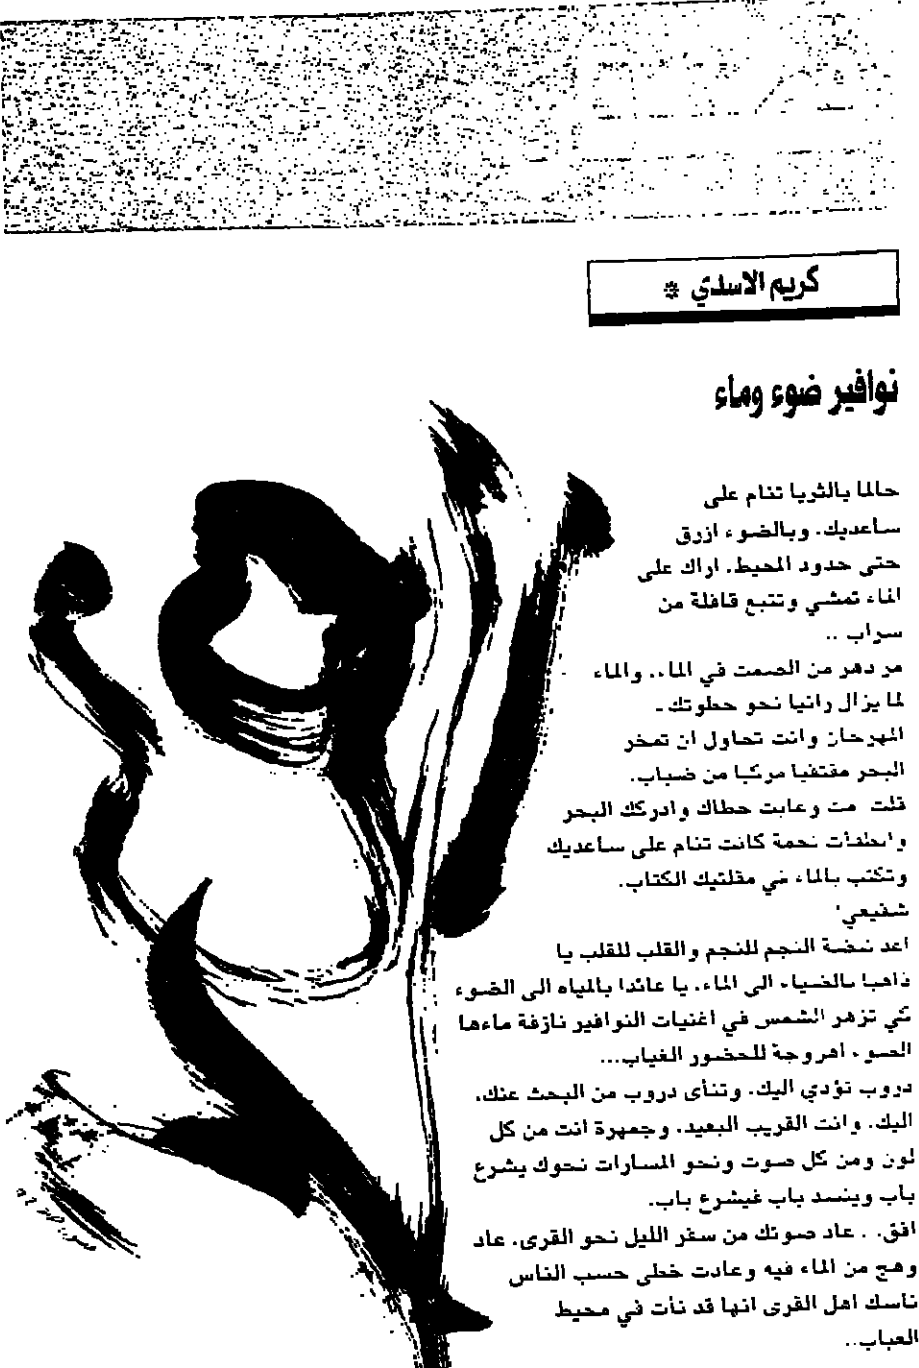 كريم الاسدي *
نوافير ضوء وماء
حالما بالثريا تنام على
ساعديك. وبالضوء ازرق
حتى حدود المحيط. اراك على
الماء تمشي وتتبع قافلة من
سراب ..
مر دهر من الصمت في الماء.. والماء
لما يزال رانيا نحو خطوتك -
المهرجان وانت تحاول ان تمخر
البحر مقتفيا مركبا من ضباب.
قلت مت وغابت خطاك وادركك البحر
وانطفأت نجمة كانت تنام على ساعديك
وتكتب بالماء في مقلتيك الكتاب.
شفيعي'
اعد نبضة النجم للنجم والقلب للقلب يا
ذاهبا بالضياء الى الماء. يا عائدا بالمياه الى الضوء
كي تزهر الشمس في اغنيات النوافير نازفة ماءها
الضوء اهزوجة للحضور الغياب...
دروب تؤدي اليك. وتنأى دروب من البحث عنك،
اليك. وانت القريب البعيد. وجمهرة انت من كل
لون ومن كل صوت ونحو المسارات نحوك يشرع
باب وينسد باب فيشرع باب.
افق. . عاد صوتك من سفر الليل نحو القرى. عاد
وهج من الماء فيه وعادت خطى حسب الناس
ناسك اهل القرى انها قد نأت في محيط
العباب..